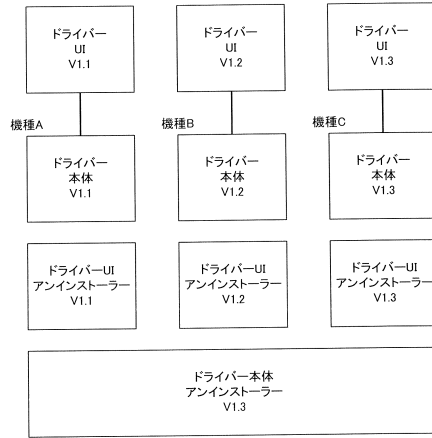 ドライバー
UI
V1.1
ドライバー
UI
V1.2
ドライバー
UI
V1.3
機種A
機種B
機種C
ドライバー
本体
V1.1
ドライバー
本体
V1.2
ドライバー
本体
V1.3
ドライバーUI
アンインストーラー
V1.1
ドライバーUI
アンインストーラー
V1.2
ドライバーUI
アンインストーラー
V1.3
ドライバー本体
アンインストーラー
V1.3